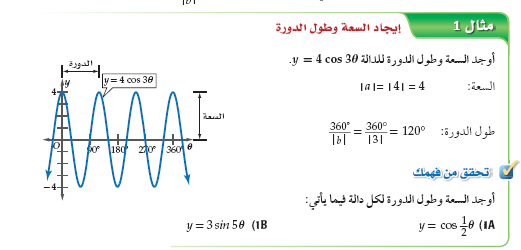 مثال 1 إيجاد السعة وطول الدورة
أوجد السعة وطول الدورة للدالة y = 4 cos 3θ.
السعة: |a| = |4| = 4
طول الدورة: 360°/|b| = 360°/|3| = 120°
الدورة
y
y = 4 cos 3θ
4
السعة
O 90° 180° 270° 360° θ
−4
تحقق من فهمك
أوجد السعة وطول الدورة لكل دالة فيما يأتي:
1A) y = cos 1/2 θ
1B) y = 3 sin 5θ